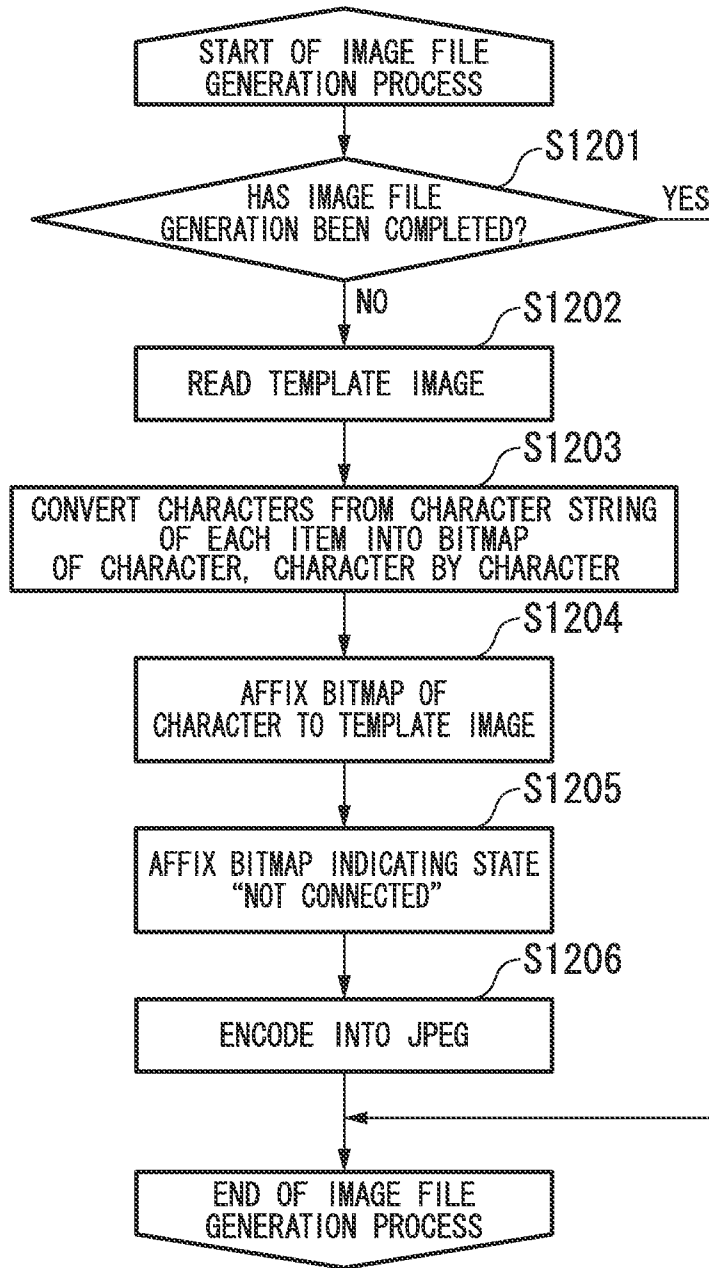 START OF IMAGE FILE
GENERATION PROCESS
S1201
HAS IMAGE FILE
GENERATION BEEN COMPLETED?
YES
NO
S1202
READ TEMPLATE IMAGE
S1203
CONVERT CHARACTERS FROM CHARACTER STRING
OF EACH ITEM INTO BITMAP
OF CHARACTER, CHARACTER BY CHARACTER
S1204
AFFIX BITMAP OF
CHARACTER TO TEMPLATE IMAGE
S1205
AFFIX BITMAP INDICATING STATE
“NOT CONNECTED”
S1206
ENCODE INTO JPEG
END OF IMAGE FILE
GENERATION PROCESS